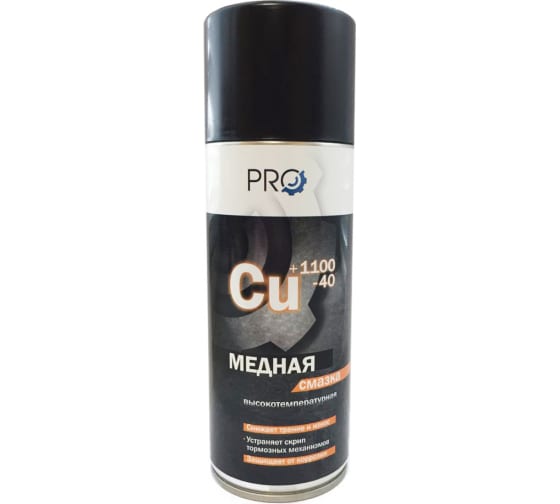 PRO
Cu +1100
-40
МЕДНАЯ
смазка
высокотемпературная
Снижает трение и износ
· Устраняет скрип
тормозных механизмов
Защищает от коррозии